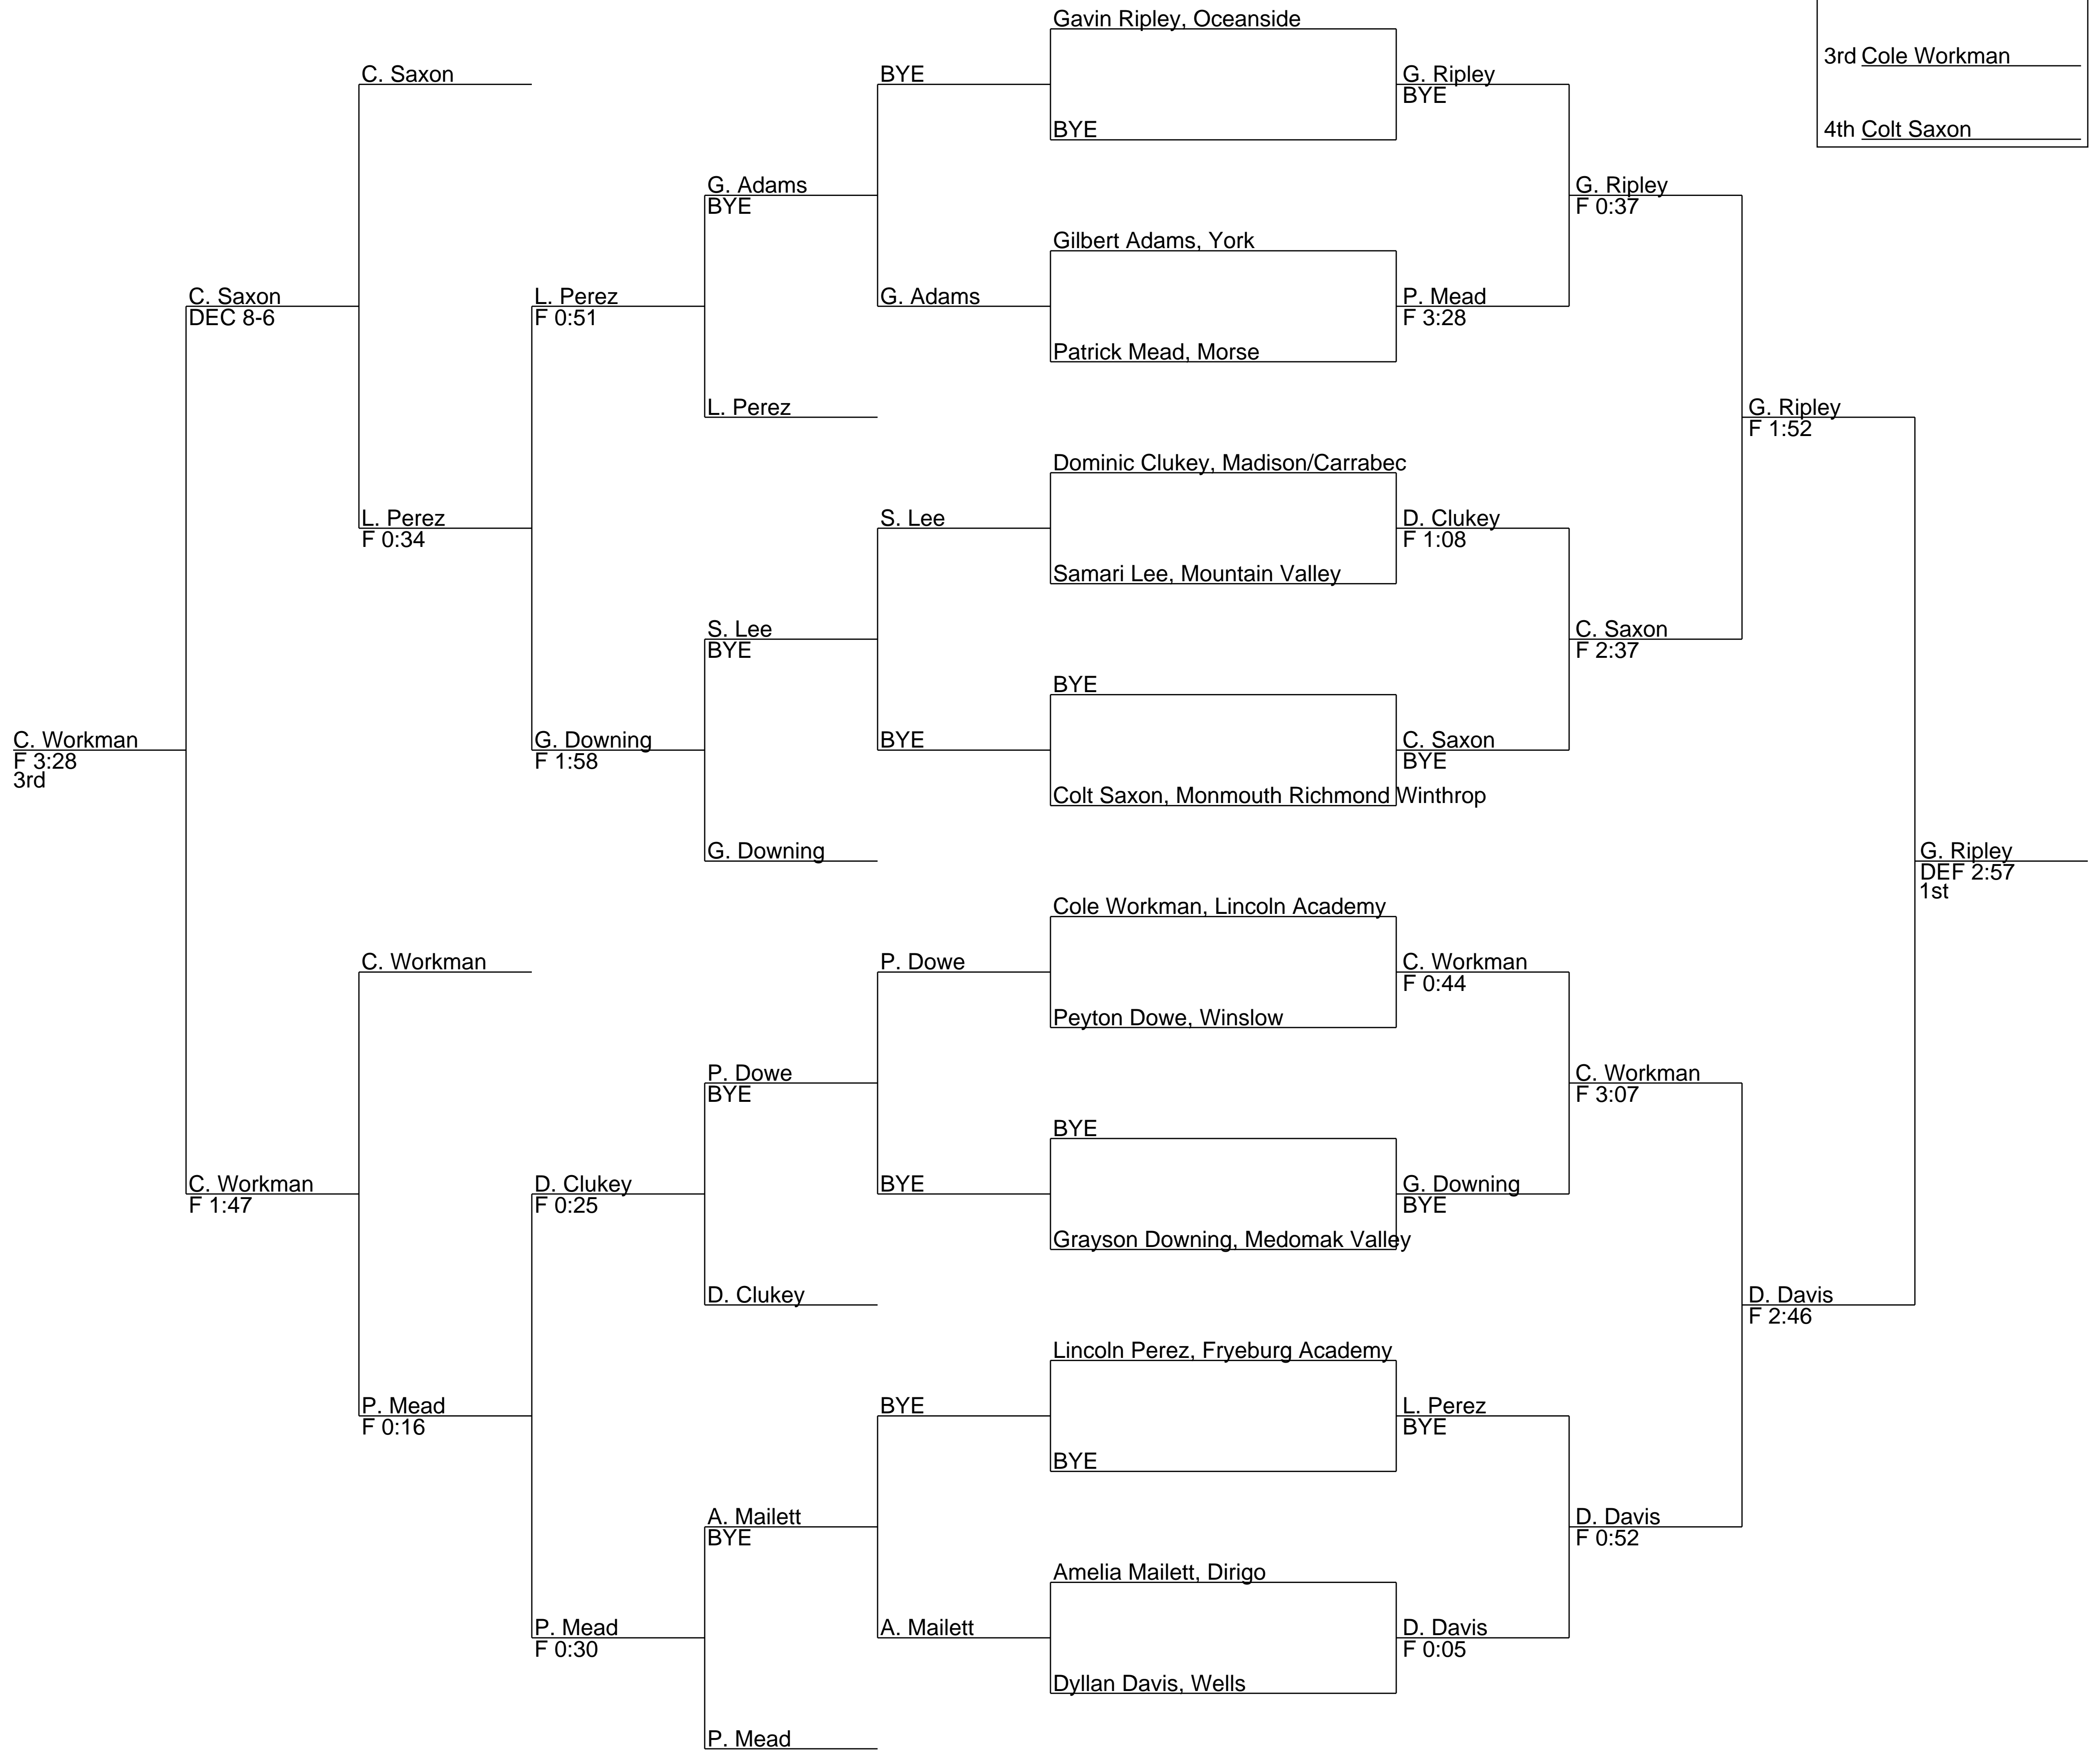 Gavin Ripley, Oceanside
3rd Cole Workman
C. Saxon
BYE
G. Ripley
BYE
BYE
4th Colt Saxon
G. Adams
BYE
G. Ripley
F 0:37
Gilbert Adams, York
C. Saxon
DEC 8-6
L. Perez
F 0:51
G. Adams
P. Mead
F 3:28
Patrick Mead, Morse
L. Perez
G. Ripley
F 1:52
Dominic Clukey, Madison/Carrabec
L. Perez
F 0:34
S. Lee
D. Clukey
F 1:08
Samari Lee, Mountain Valley
S. Lee
BYE
C. Saxon
F 2:37
BYE
C. Workman
F 3:28
3rd
G. Downing
F 1:58
BYE
C. Saxon
BYE
Colt Saxon, Monmouth Richmond Winthrop
G. Downing
G. Ripley
DEF 2:57
1st
Cole Workman, Lincoln Academy
C. Workman
P. Dowe
C. Workman
F 0:44
Peyton Dowe, Winslow
P. Dowe
BYE
C. Workman
F 3:07
BYE
C. Workman
F 1:47
D. Clukey
F 0:25
BYE
G. Downing
BYE
Grayson Downing, Medomak Valley
D. Clukey
D. Davis
F 2:46
Lincoln Perez, Fryeburg Academy
P. Mead
F 0:16
BYE
L. Perez
BYE
BYE
A. Mailett
BYE
D. Davis
F 0:52
Amelia Mailett, Dirigo
P. Mead
F 0:30
A. Mailett
D. Davis
F 0:05
Dyllan Davis, Wells
P. Mead